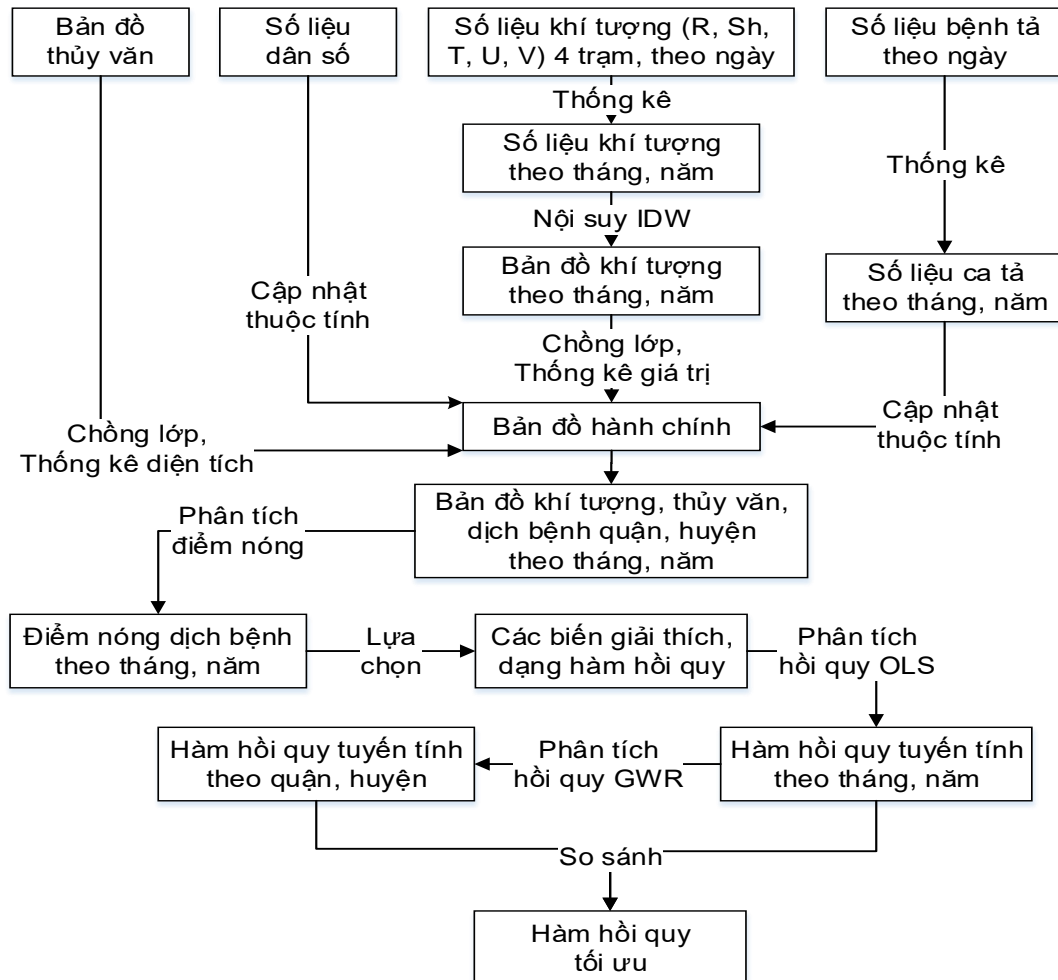 Bản đồ
thủy văn
Số liệu
dân số
Số liệu khí tượng (R, Sh,
T, U, V) 4 trạm, theo ngày
Số liệu bệnh tả
theo ngày
Thống kê
Số liệu khí tượng
theo tháng, năm
Thống kê
Nội suy IDW
Bản đồ khí tượng
theo tháng, năm
Số liệu ca tả
theo tháng, năm
Cập nhật
thuộc tính
Chồng lớp,
Thống kê giá trị
Bản đồ hành chính
Cập nhật
thuộc tính
Chồng lớp,
Thống kê diện tích
Bản đồ khí tượng, thủy văn,
dịch bệnh quận, huyện
theo tháng, năm
Phân tích
điểm nóng
Điểm nóng dịch bệnh
theo tháng, năm
Lựa
chọn
Các biến giải thích,
dạng hàm hồi quy
Phân tích
hồi quy OLS
Hàm hồi quy tuyến tính
theo quận, huyện
Phân tích
hồi quy GWR
Hàm hồi quy tuyến tính
theo tháng, năm
So sánh
Hàm hồi quy
tối ưu